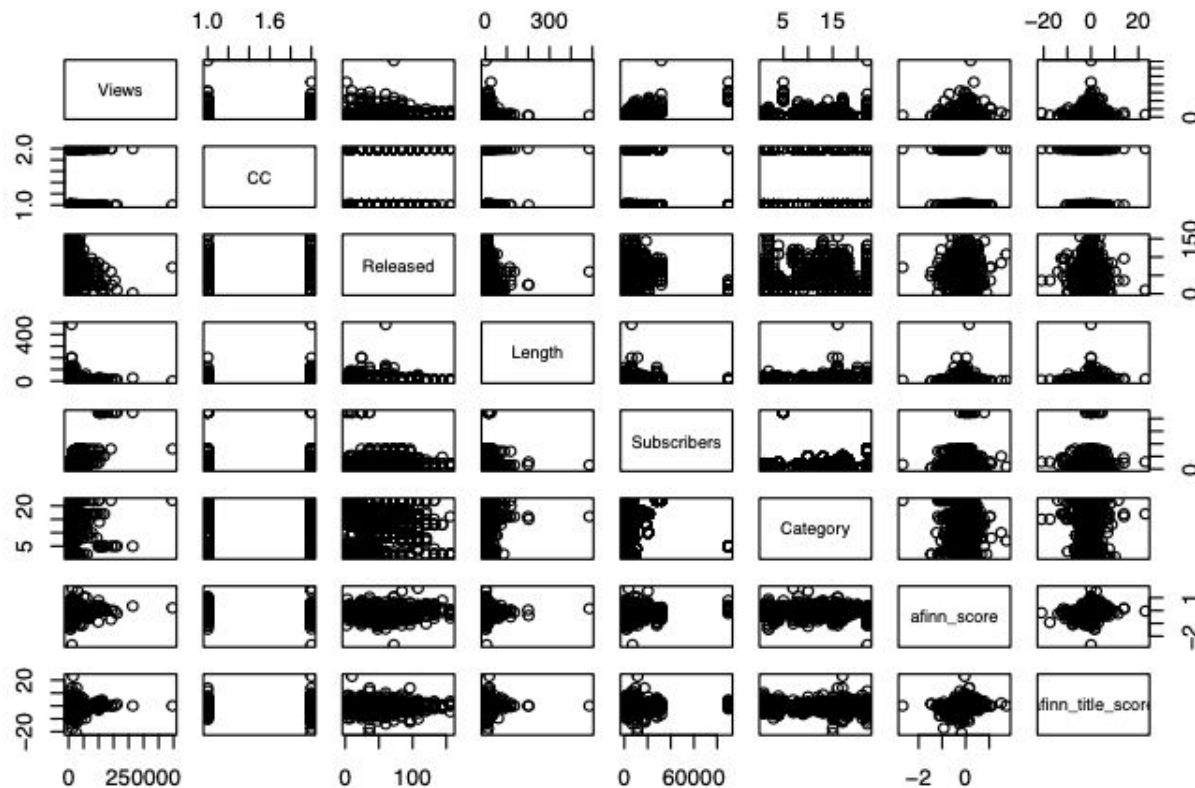 1.0 1.6 0 300 5 15 -20 0 20
Views 0
2.0 1.0 CC
Released 0 150
400 0 Length
Subscribers 0
20 5 Category
afinn_score -2 1
20 -20 afinn_title_score
0 250000 0 100 0 60000 -2 0